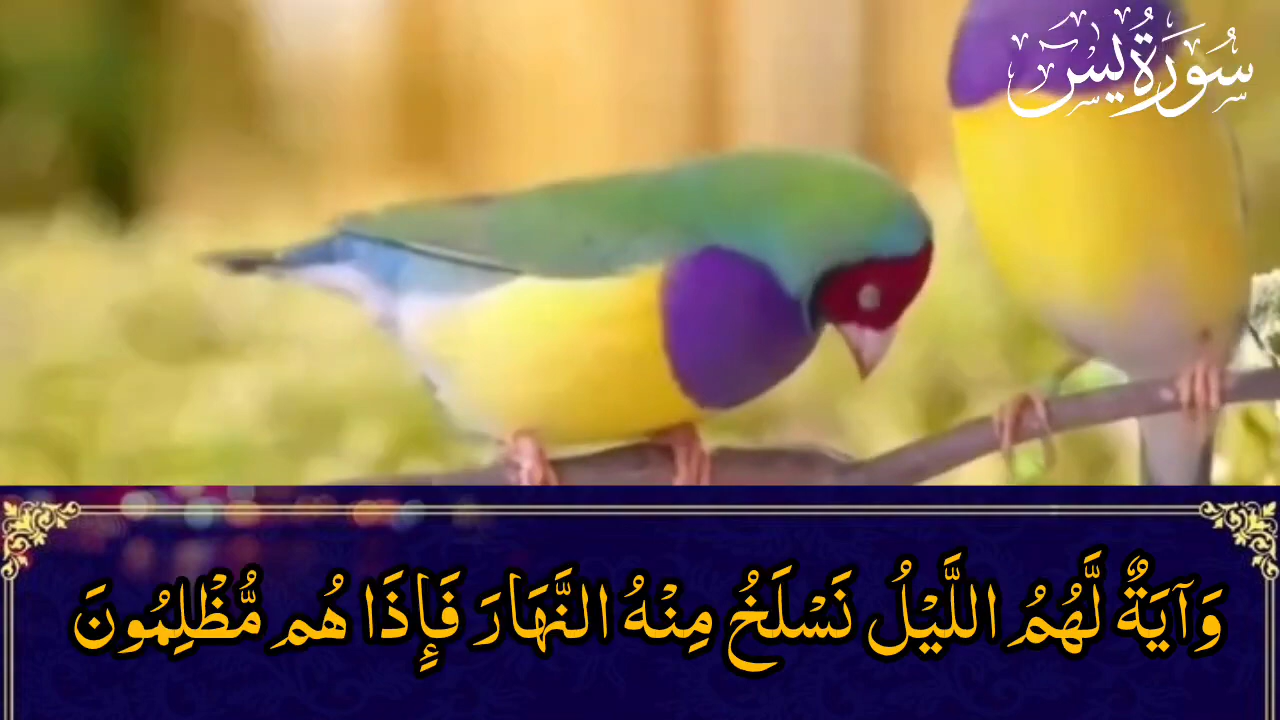 سُورَةُ يسٓ
وَآيَةٌ لَّهُمُ اللَّيْلُ نَسْلَخُ مِنْهُ النَّهَارَ فَإِذَا هُم مُّظْلِمُونَ